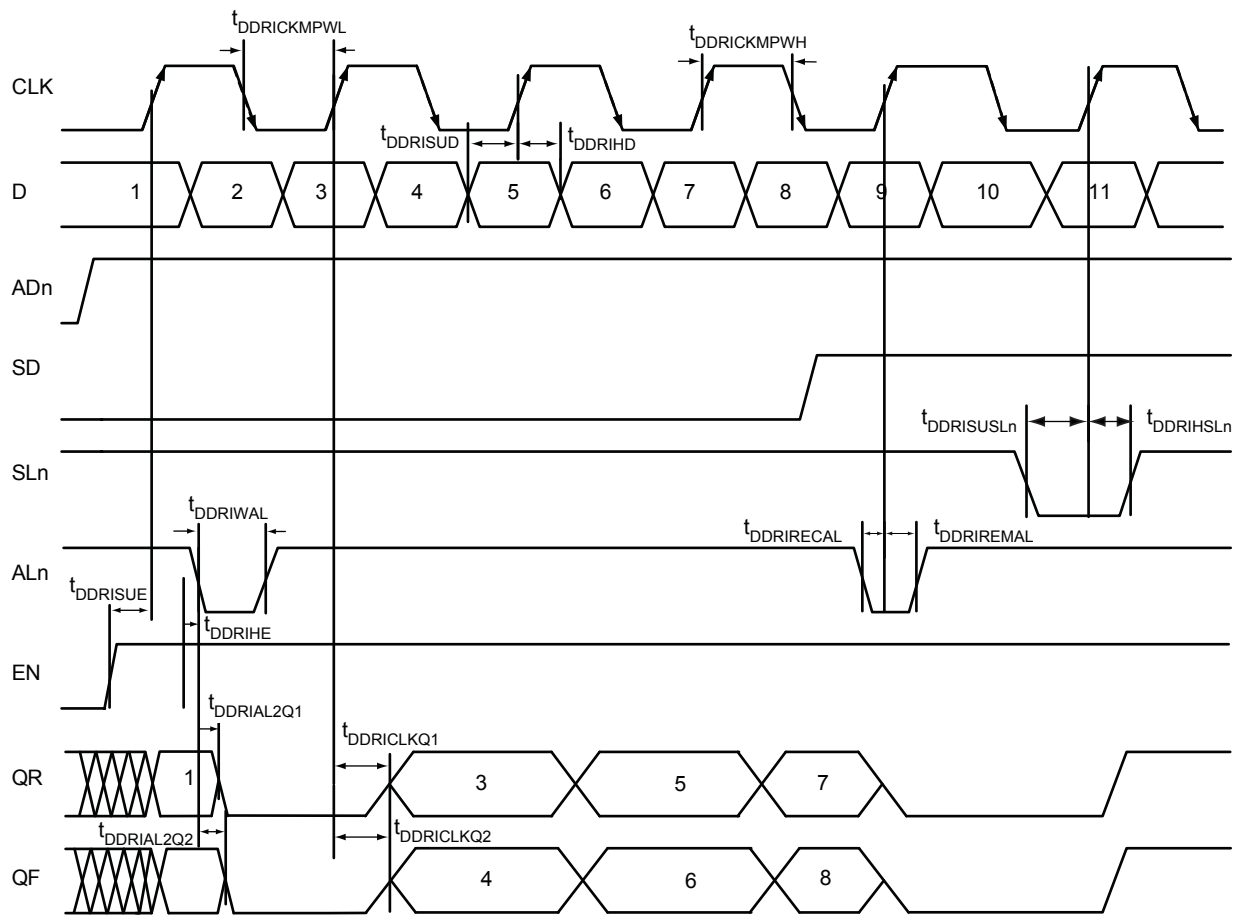 tDDRICKMPWL
tDDRICKMPWH
CLK
tDDRISUD
tDDRIHD
D 1 2 3 4 5 6 7 8 9 10 11
ADn
SD
tDDRISUSLn
tDDRIHSLn
SLn
tDDRIWAL
tDDRIRECAL
tDDRIREMAL
ALn
tDDRISUE
tDDRIHE
EN
tDDRIAL2Q1
tDDRICLKQ1
QR 1 3 5 7
tDDRIAL2Q2
tDDRICLKQ2
QF 4 6 8